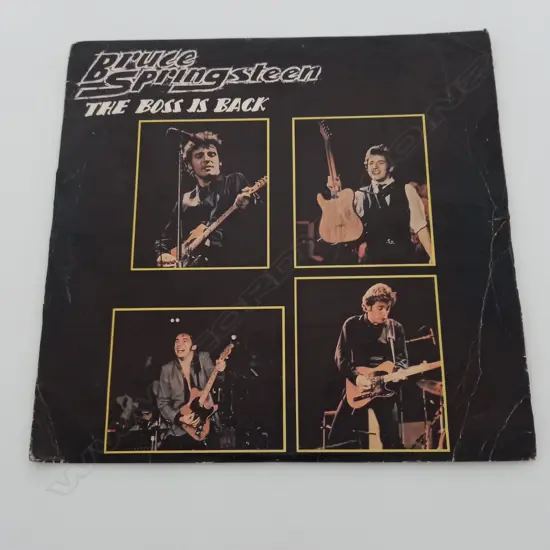 Bruce
Springsteen
THE BOSS IS BACK